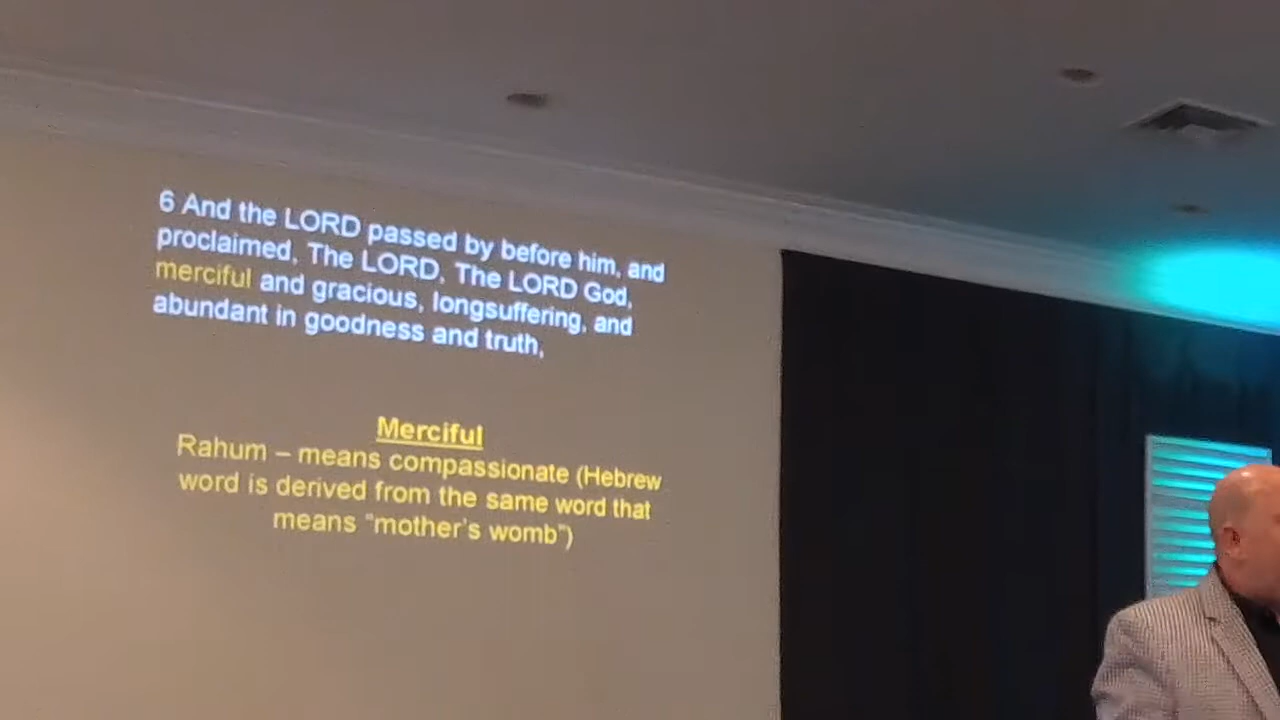 6 And the LORD passed by before him, and
proclaimed, The LORD, The LORD God,
merciful and gracious, longsuffering, and
abundant in goodness and truth,
Merciful
Rahum – means compassionate (Hebrew
word is derived from the same word that
means “mother’s womb”)